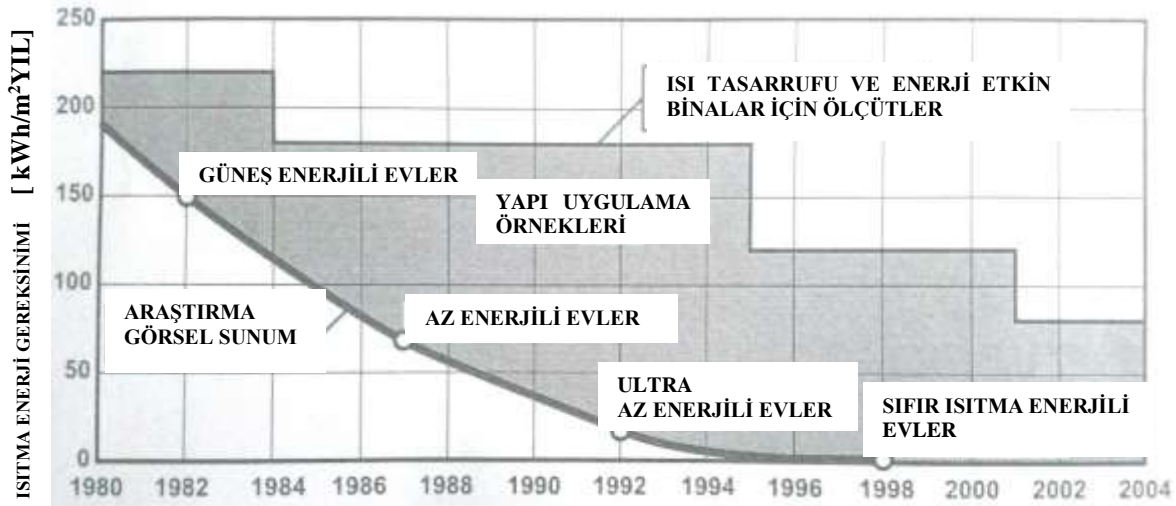 250
200
150
100
50
0
ISITMA ENERJİ GEREKSİNİMİ [ kWh/m²YIL]
ISI TASARRUFU VE ENERJİ ETKİN
BİNALAR İÇİN ÖLÇÜTLER
GÜNEŞ ENERJİLİ EVLER
YAPI UYGULAMA
ÖRNEKLERİ
ARAŞTIRMA
GÖRSEL SUNUM
AZ ENERJİLİ EVLER
ULTRA
AZ ENERJİLİ EVLER
SIFIR ISITMA ENERJİLİ
EVLER
1980 1982 1984 1986 1988 1990 1992 1994 1996 1998 2000 2002 2004